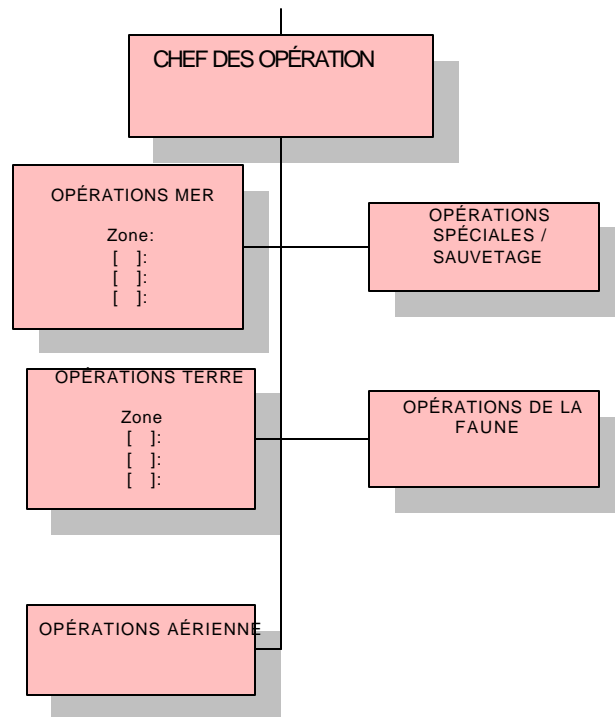 CHEF DES OPÉRATION
OPÉRATIONS MER
Zone:
[ ]:
[ ]:
[ ]:
OPÉRATIONS
SPÉCIALES /
SAUVETAGE
OPÉRATIONS TERRE
Zone
[ ]:
[ ]:
[ ]:
OPÉRATIONS DE LA
FAUNE
OPÉRATIONS AÉRIENNE